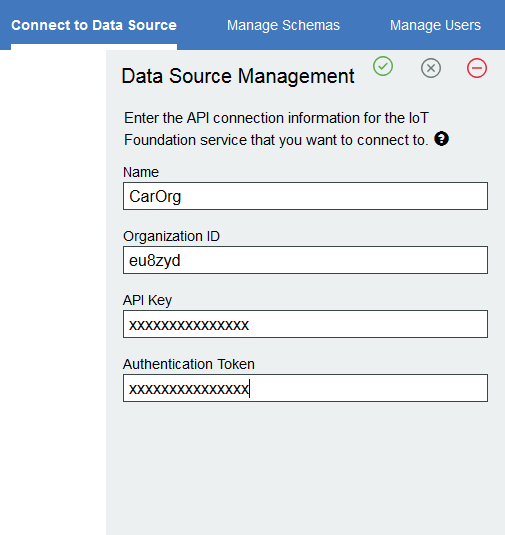 Connect to Data Source Manage Schemas Manage Users
Data Source Management
Enter the API connection information for the IoT
Foundation service that you want to connect to.
Name
CarOrg
Organization ID
eu8zyd
API Key
xxxxxxxxxxxxxxx
Authentication Token
xxxxxxxxxxxxxxx